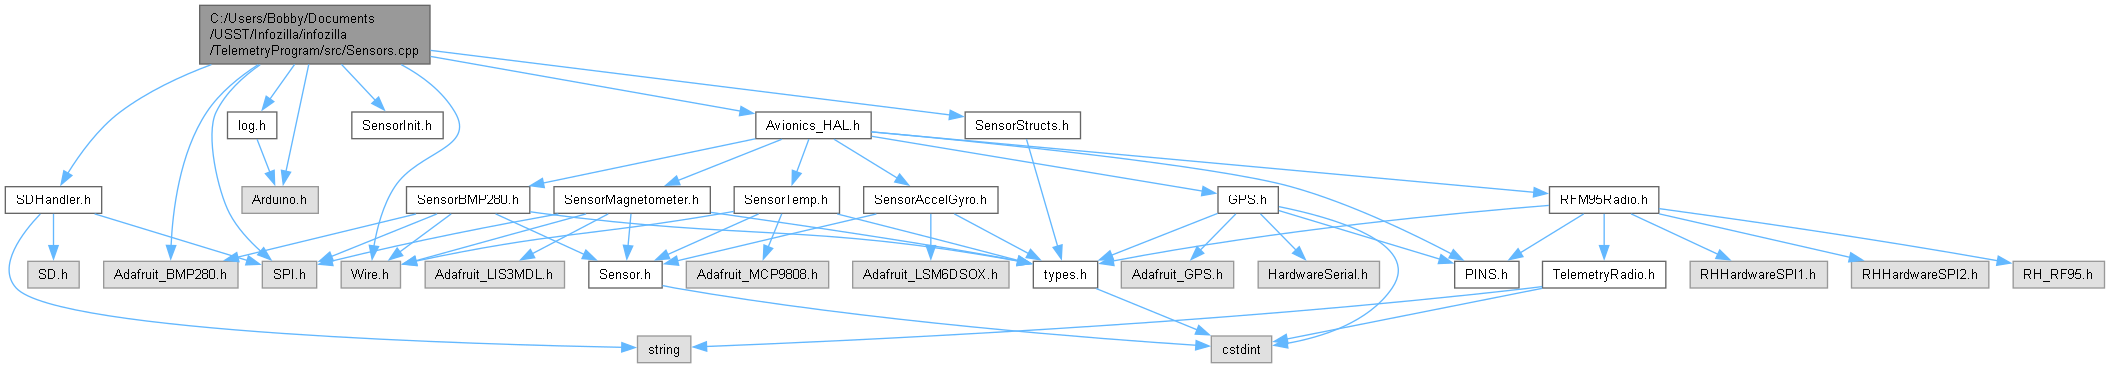 C:/Users/Bobby/Documents
/USST/Infozilla/infozilla
/TelemetryProgram/src/Sensors.cpp
log.h
SensorInit.h
Avionics_HAL.h
SensorStructs.h
SDHandler.h
Arduino.h
SensorBMP280.h
SensorMagnetometer.h
SensorTemp.h
SensorAccelGyro.h
GPS.h
RFM95Radio.h
SD.h
Adafruit_BMP280.h
SPI.h
Wire.h
Adafruit_LIS3MDL.h
Sensor.h
Adafruit_MCP9808.h
Adafruit_LSM6DSOX.h
types.h
Adafruit_GPS.h
HardwareSerial.h
PINS.h
TelemetryRadio.h
RHHardwareSPI1.h
RHHardwareSPI2.h
RH_RF95.h
string
cstdint